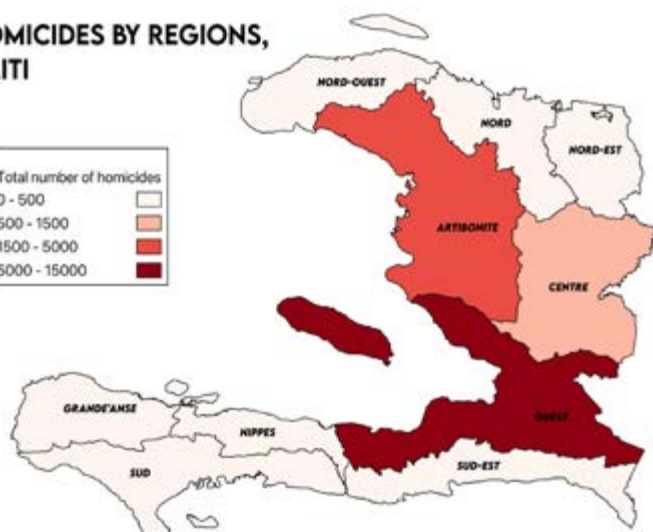 OMICIDES BY REGIONS,
ITI
Total number of homicides
0 - 500
500 - 1500
1500 - 5000
5000 - 15000
NORD-OUEST
NORD
NORD-EST
ARTIBONITE
CENTRE
GRANDE'ANSE
NIPPES
OUEST
SUD
SUD-EST